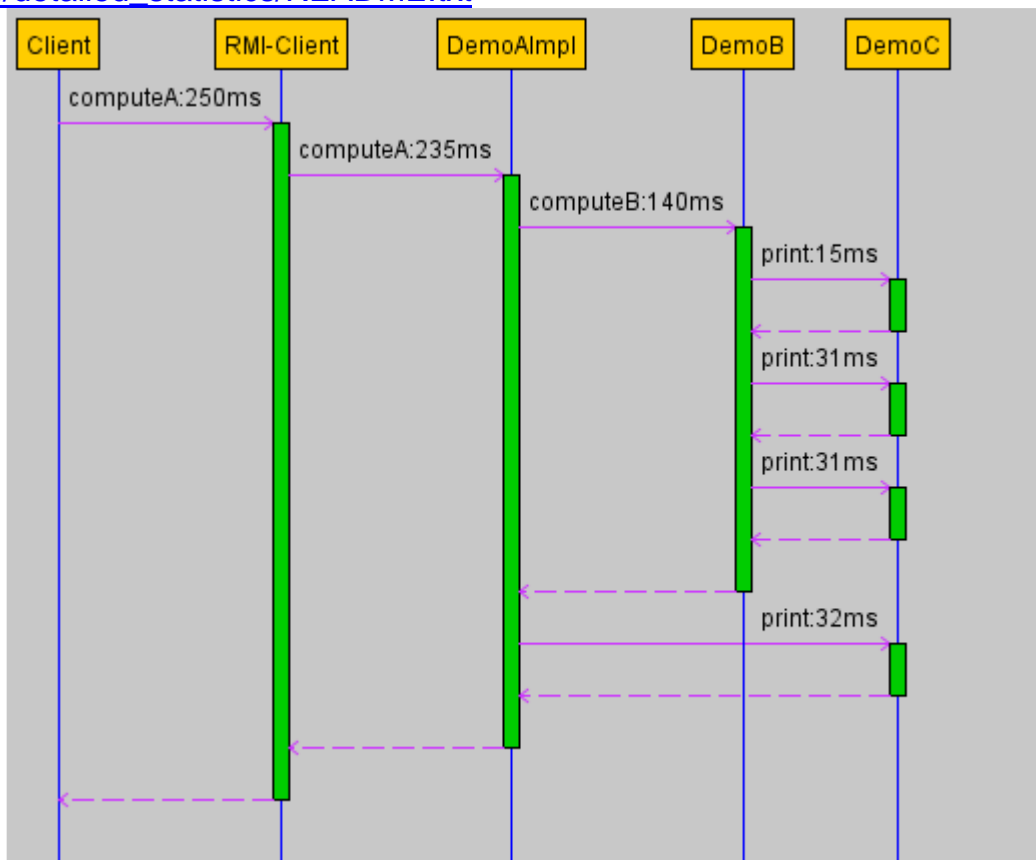 Client
RMI-Client
DemoAImpl
DemoB
DemoC
computeA:250ms
computeA:235ms
computeB:140ms
print:15ms
print:31ms
print:31ms
print:32ms